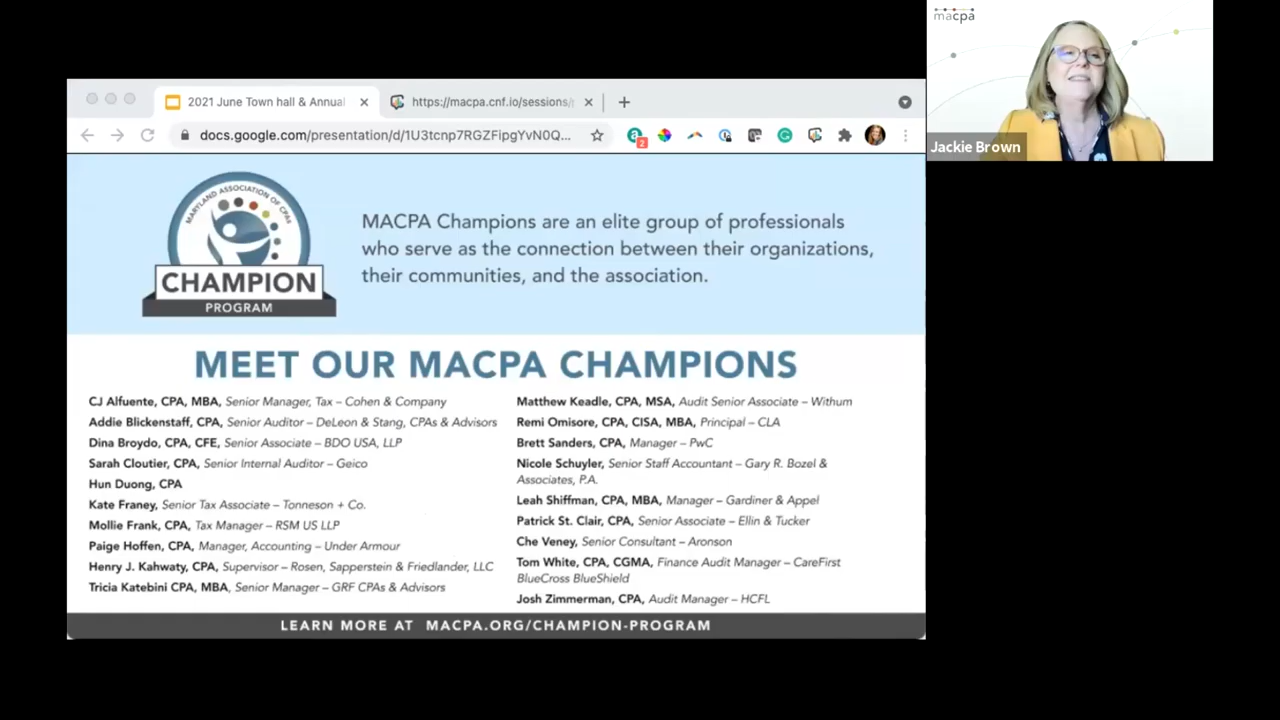 macpa
Jackie Brown
2021 June Town hall & Annual
https://macpa.cnf.io/sessions/
docs.google.com/presentation/d/1U3tcnp7RGZFipgYvN0Q...
2
MARYLAND ASSOCIATION OF CPAs
CHAMPION
PROGRAM
MACPA Champions are an elite group of professionals
who serve as the connection between their organizations,
their communities, and the association.
MEET OUR MACPA CHAMPIONS
CJ Alfuente, CPA, MBA, Senior Manager, Tax – Cohen & Company
Addie Blickenstaff, CPA, Senior Auditor – DeLeon & Stang, CPAs & Advisors
Dina Broydo, CPA, CFE, Senior Associate – BDO USA, LLP
Sarah Cloutier, CPA, Senior Internal Auditor – Geico
Hun Duong, CPA
Kate Franey, Senior Tax Associate – Tonneson + Co.
Mollie Frank, CPA, Tax Manager – RSM US LLP
Paige Hoffen, CPA, Manager, Accounting – Under Armour
Henry J. Kahwaty, CPA, Supervisor – Rosen, Sapperstein & Friedlander, LLC
Tricia Katebini CPA, MBA, Senior Manager – GRF CPAs & Advisors
Matthew Keadle, CPA, MSA, Audit Senior Associate – Withum
Remi Omisore, CPA, CISA, MBA, Principal – CLA
Brett Sanders, CPA, Manager – PwC
Nicole Schuyler, Senior Staff Accountant – Gary R. Bozel &
Associates, P.A.
Leah Shiffman, CPA, MBA, Manager – Gardiner & Appel
Patrick St. Clair, CPA, Senior Associate – Ellin & Tucker
Che Veney, Senior Consultant – Aronson
Tom White, CPA, CGMA, Finance Audit Manager – CareFirst
BlueCross BlueShield
Josh Zimmerman, CPA, Audit Manager – HCFL
LEARN MORE AT MACPA.ORG/CHAMPION-PROGRAM